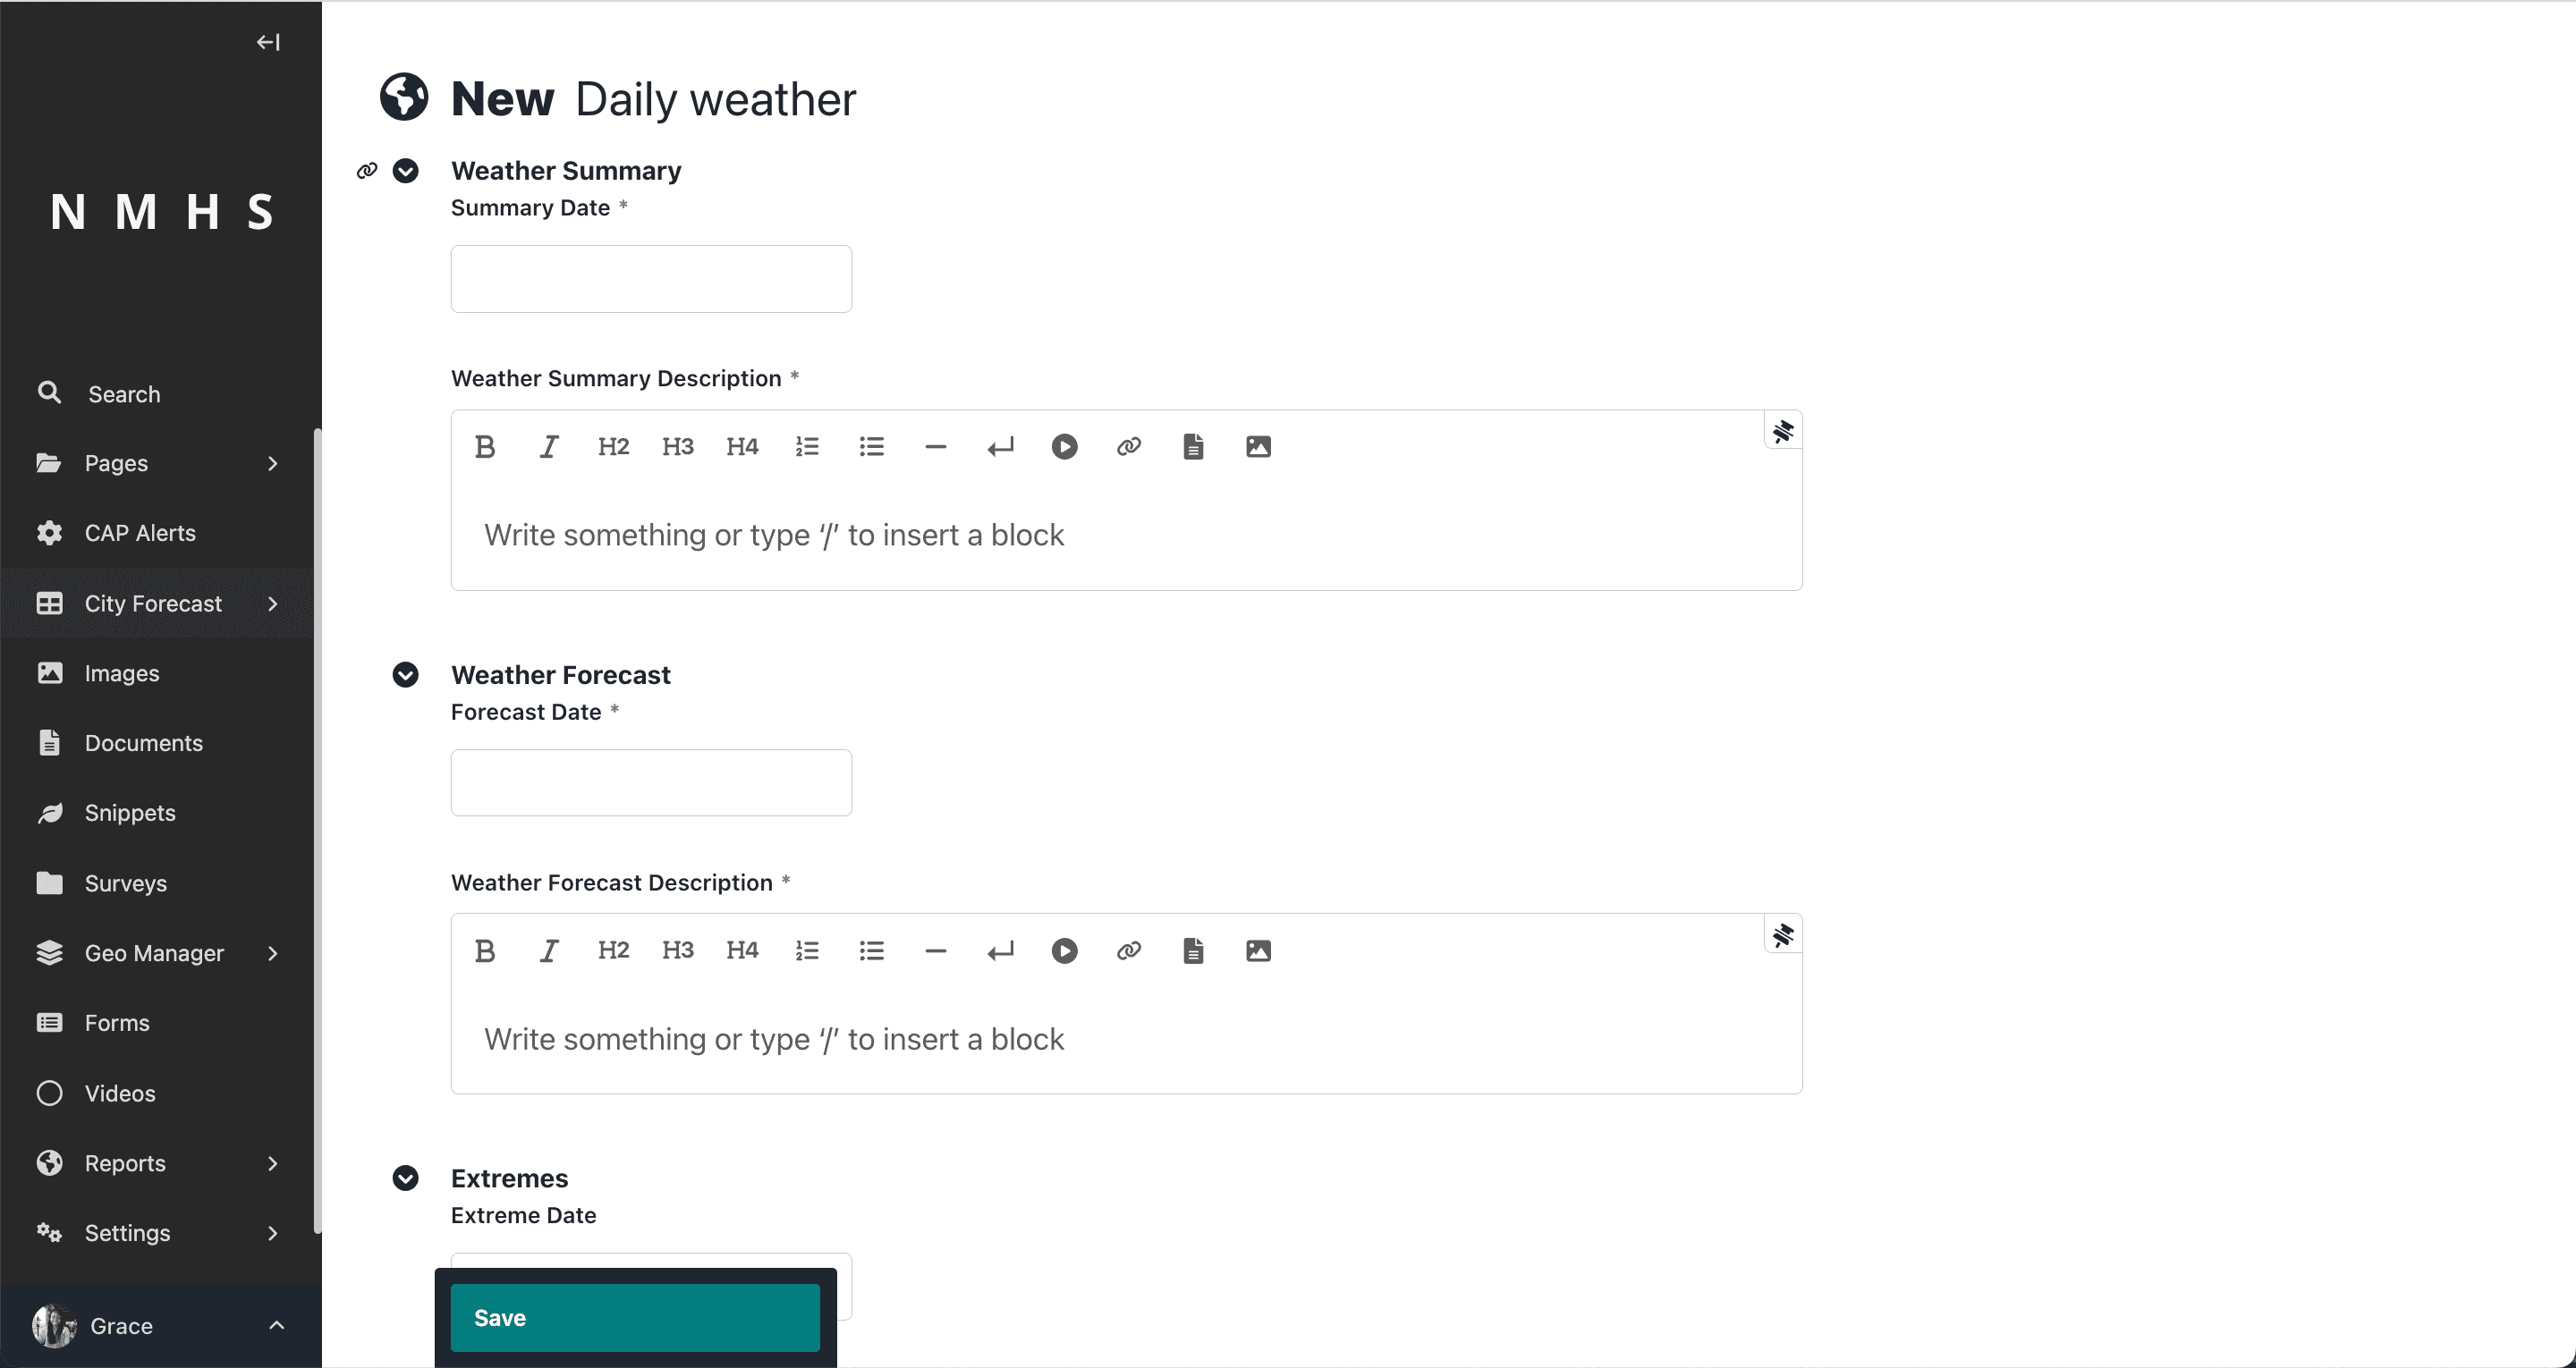 N M H S
Search
Pages
CAP Alerts
City Forecast
Images
Documents
Snippets
Surveys
Geo Manager
Forms
Videos
Reports
Settings
Grace
New Daily weather
Weather Summary
Summary Date *
Weather Summary Description *
B I H2 H3 H4
Write something or type ‘/’ to insert a block
Weather Forecast
Forecast Date *
Weather Forecast Description *
B I H2 H3 H4
Write something or type ‘/’ to insert a block
Extremes
Extreme Date
Save